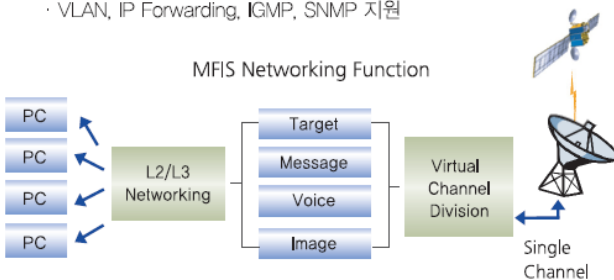 · VLAN, IP Forwarding, IGMP, SNMP 지원
MFIS Networking Function
PC
PC
PC
PC
L2/L3
Networking
Target
Message
Voice
Image
Virtual
Channel
Division
Single
Channel